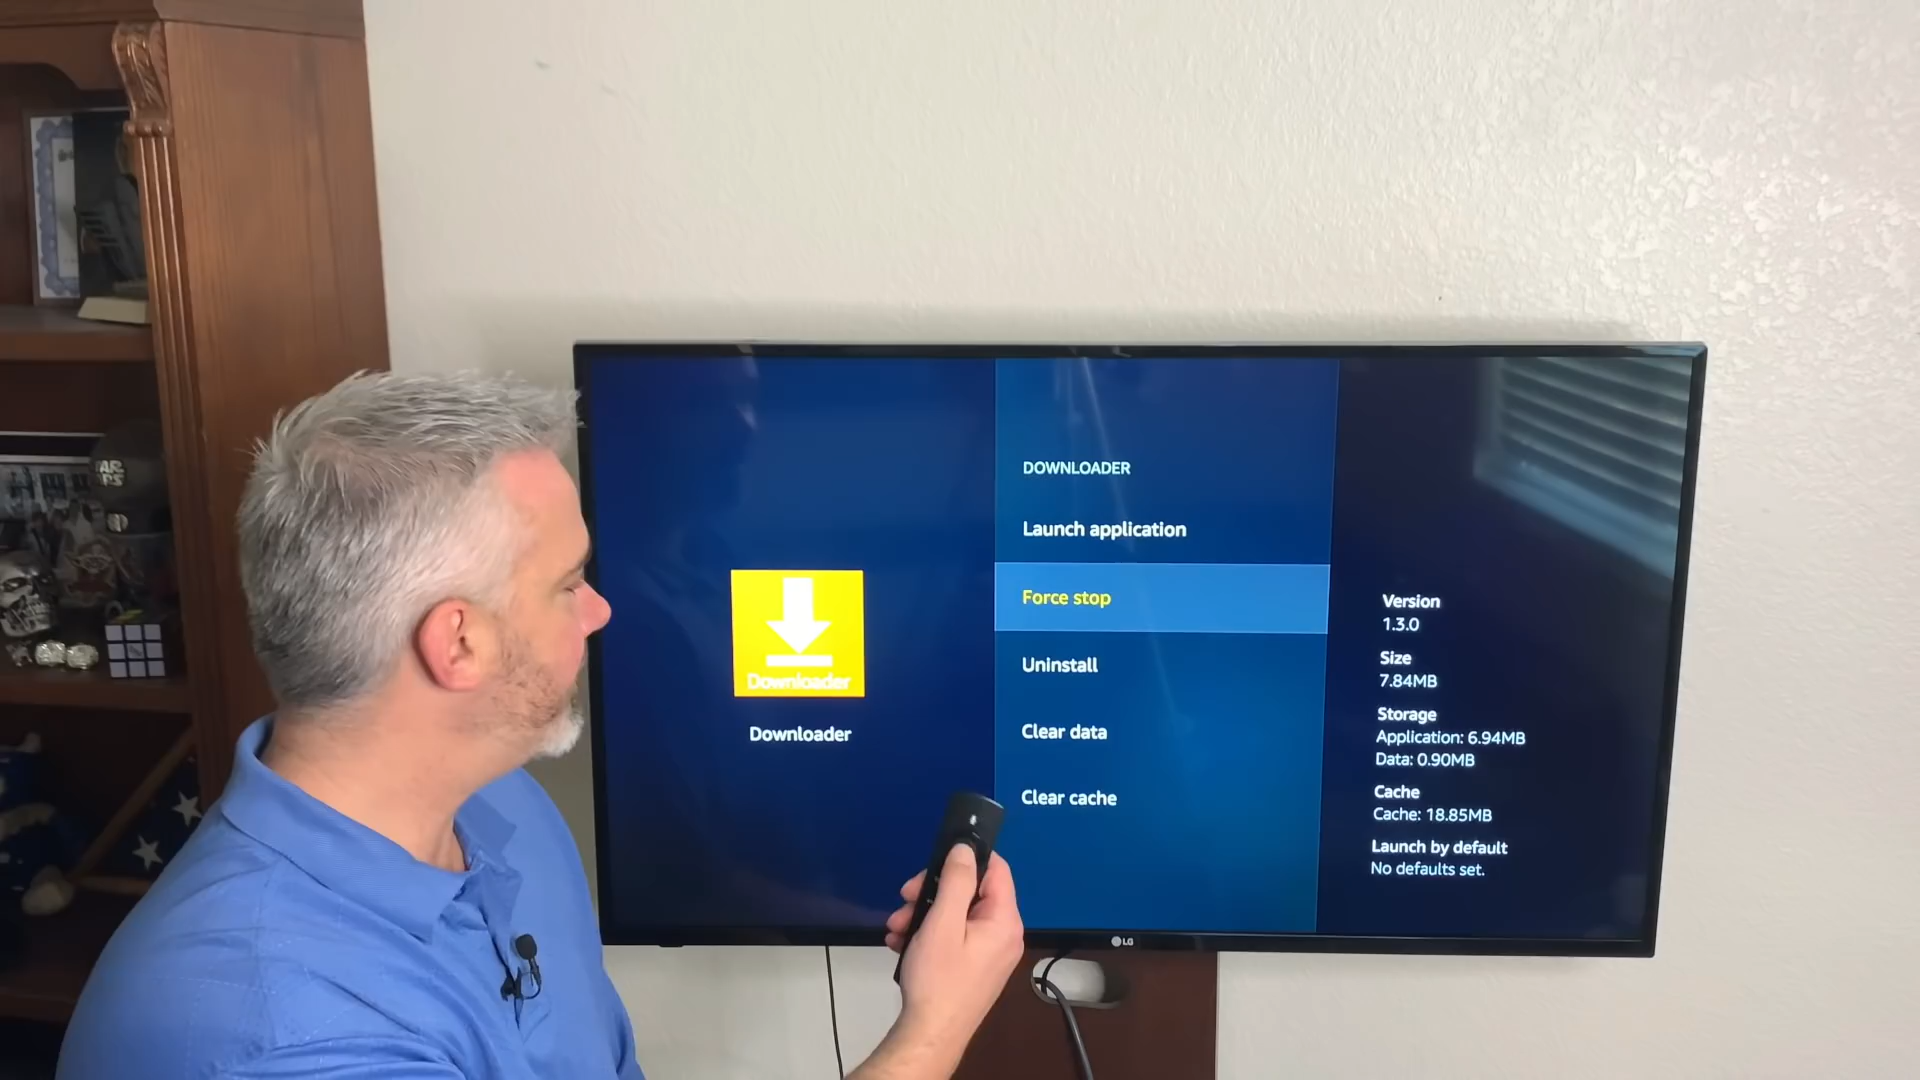 DOWNLOADER
Launch application
Force stop
Uninstall
Clear data
Clear cache
Downloader
Downloader
Version
1.3.0
Size
7.84MB
Storage
Application: 6.94MB
Data: 0.90MB
Cache
Cache: 18.85MB
Launch by default
No defaults set.
LG